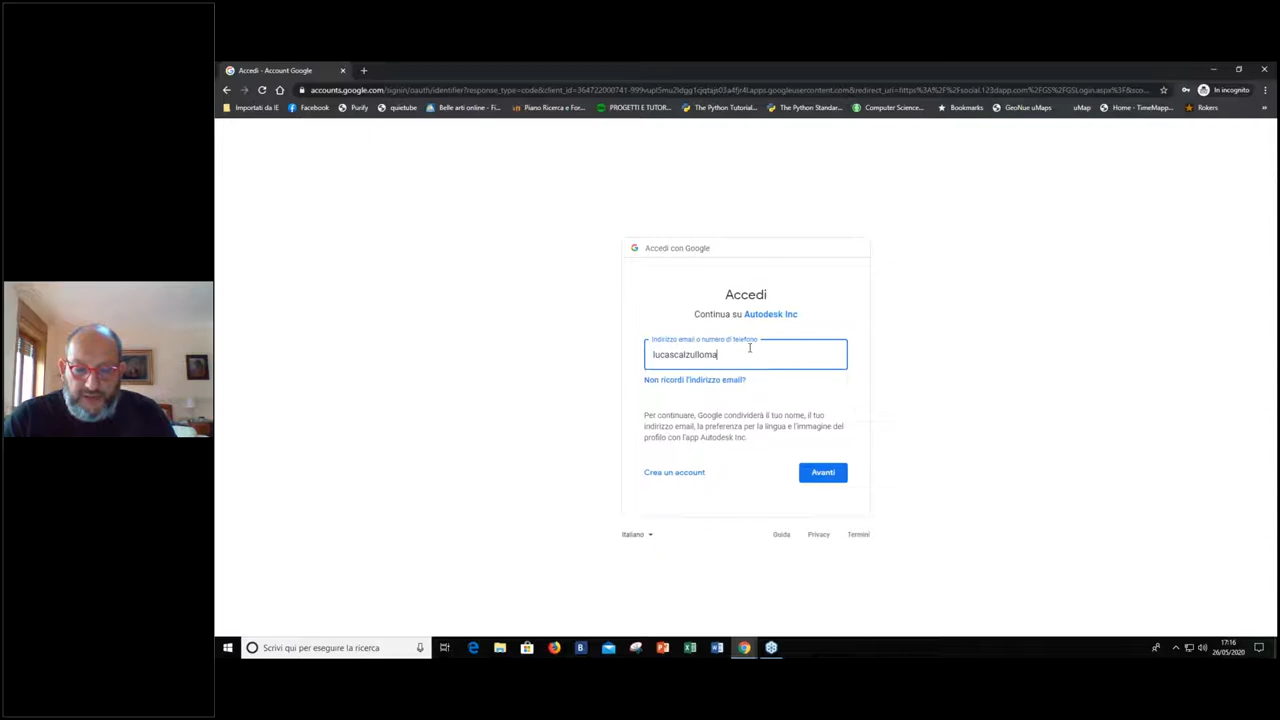 Accedi - Account Google
In incognito
Importati da IE
Facebook
Purify
quietube
Belle arti online - Fi...
Piano Ricerca e For...
PROGETTI E TUTOR...
The Python Tutorial...
The Python Standar...
Computer Science...
Bookmarks
GeoNue uMaps
uMap
Home - TimeMapp...
Rokers
Accedi con Google
Accedi
Continua su Autodesk Inc
Indirizzo email o numero di telefono
lucascalzulloma
Non ricordi l'indirizzo email?
Per continuare, Google condividerà il tuo nome, il tuo
indirizzo email, la preferenza per la lingua e l'immagine del
profilo con l'app Autodesk Inc.
Crea un account
Avanti
Italiano
Guida
Privacy
Termini
Scrivi qui per eseguire la ricerca
17:16
26/05/2020